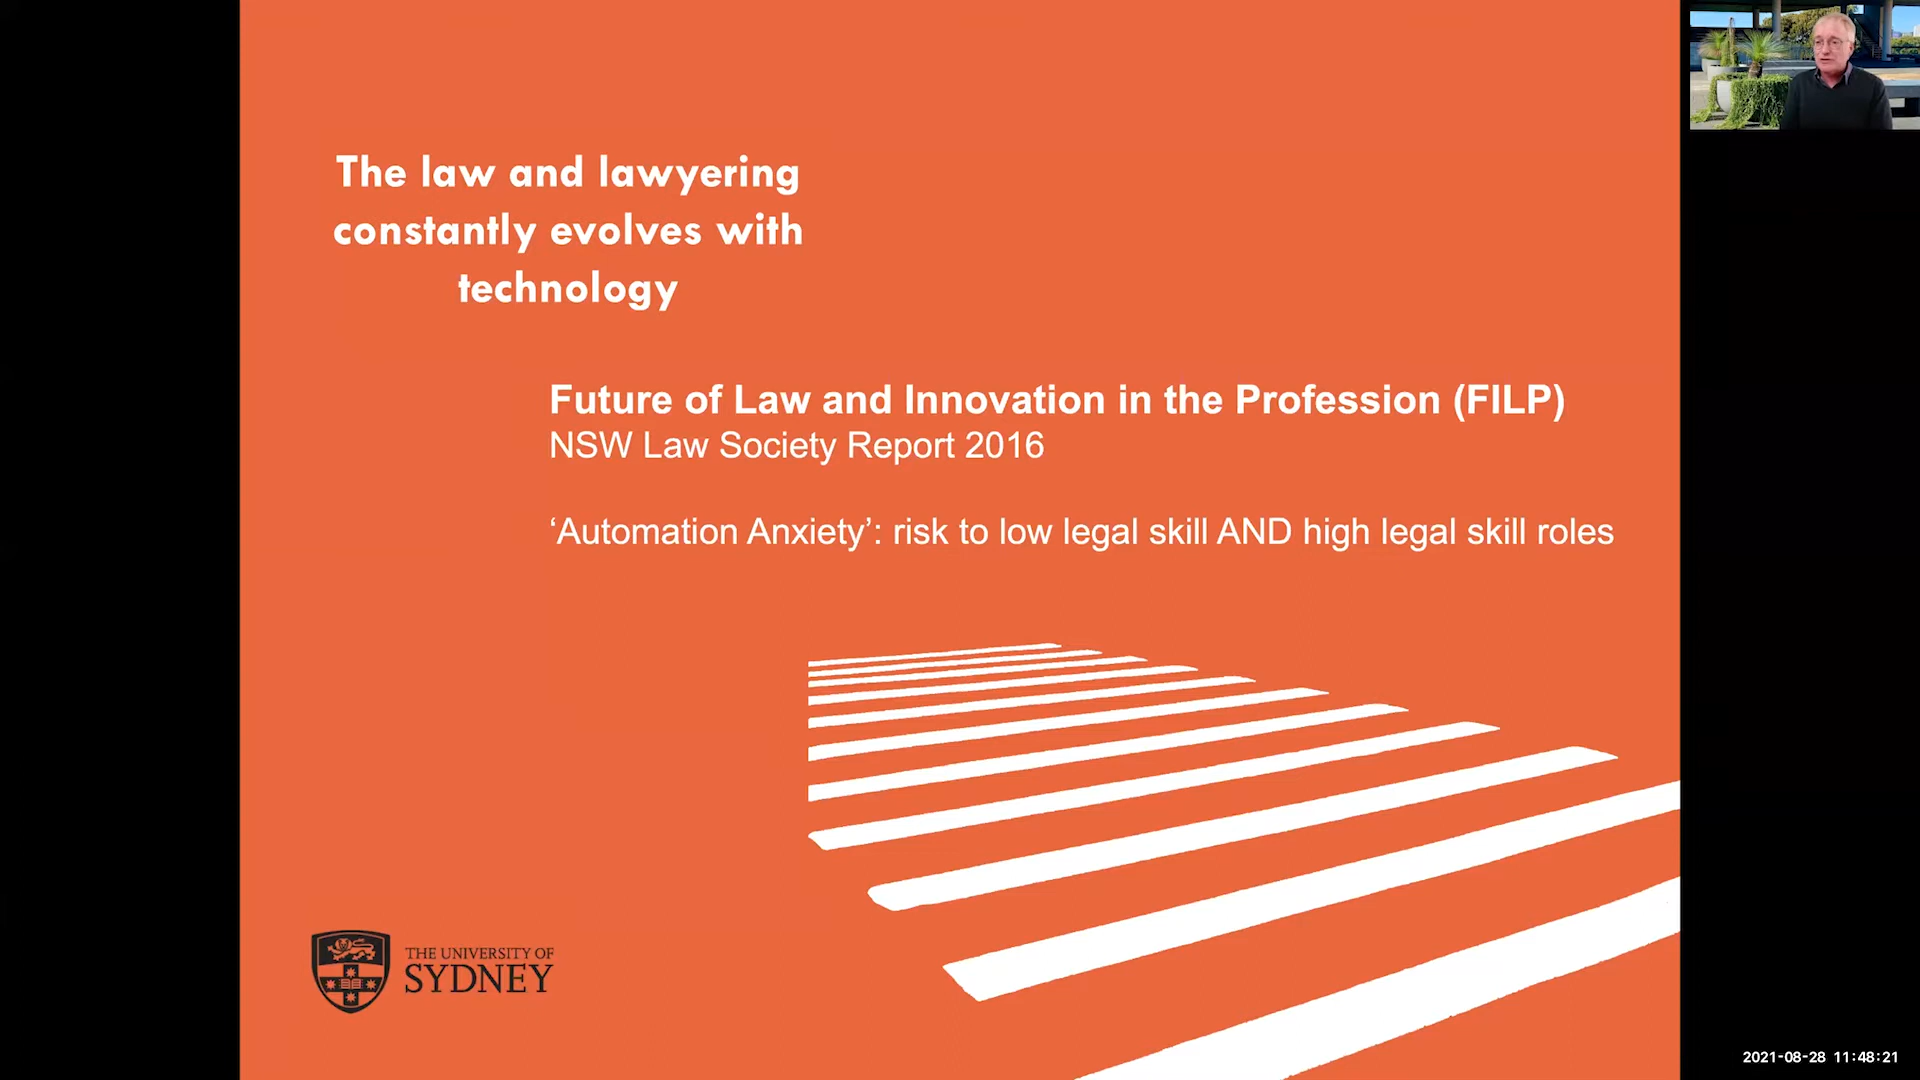 The law and lawyering
constantly evolves with
technology
Future of Law and Innovation in the Profession (FILP)
NSW Law Society Report 2016
‘Automation Anxiety’: risk to low legal skill AND high legal skill roles
THE UNIVERSITY OF
SYDNEY
2021-08-28 11:48:21